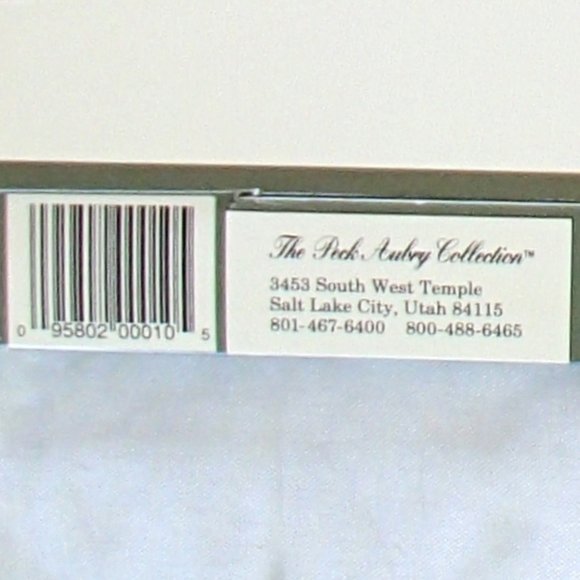 0 95802 00010 5
The Peck Aubry Collection™
3453 South West Temple
Salt Lake City, Utah 84115
801-467-6400 800-488-6465